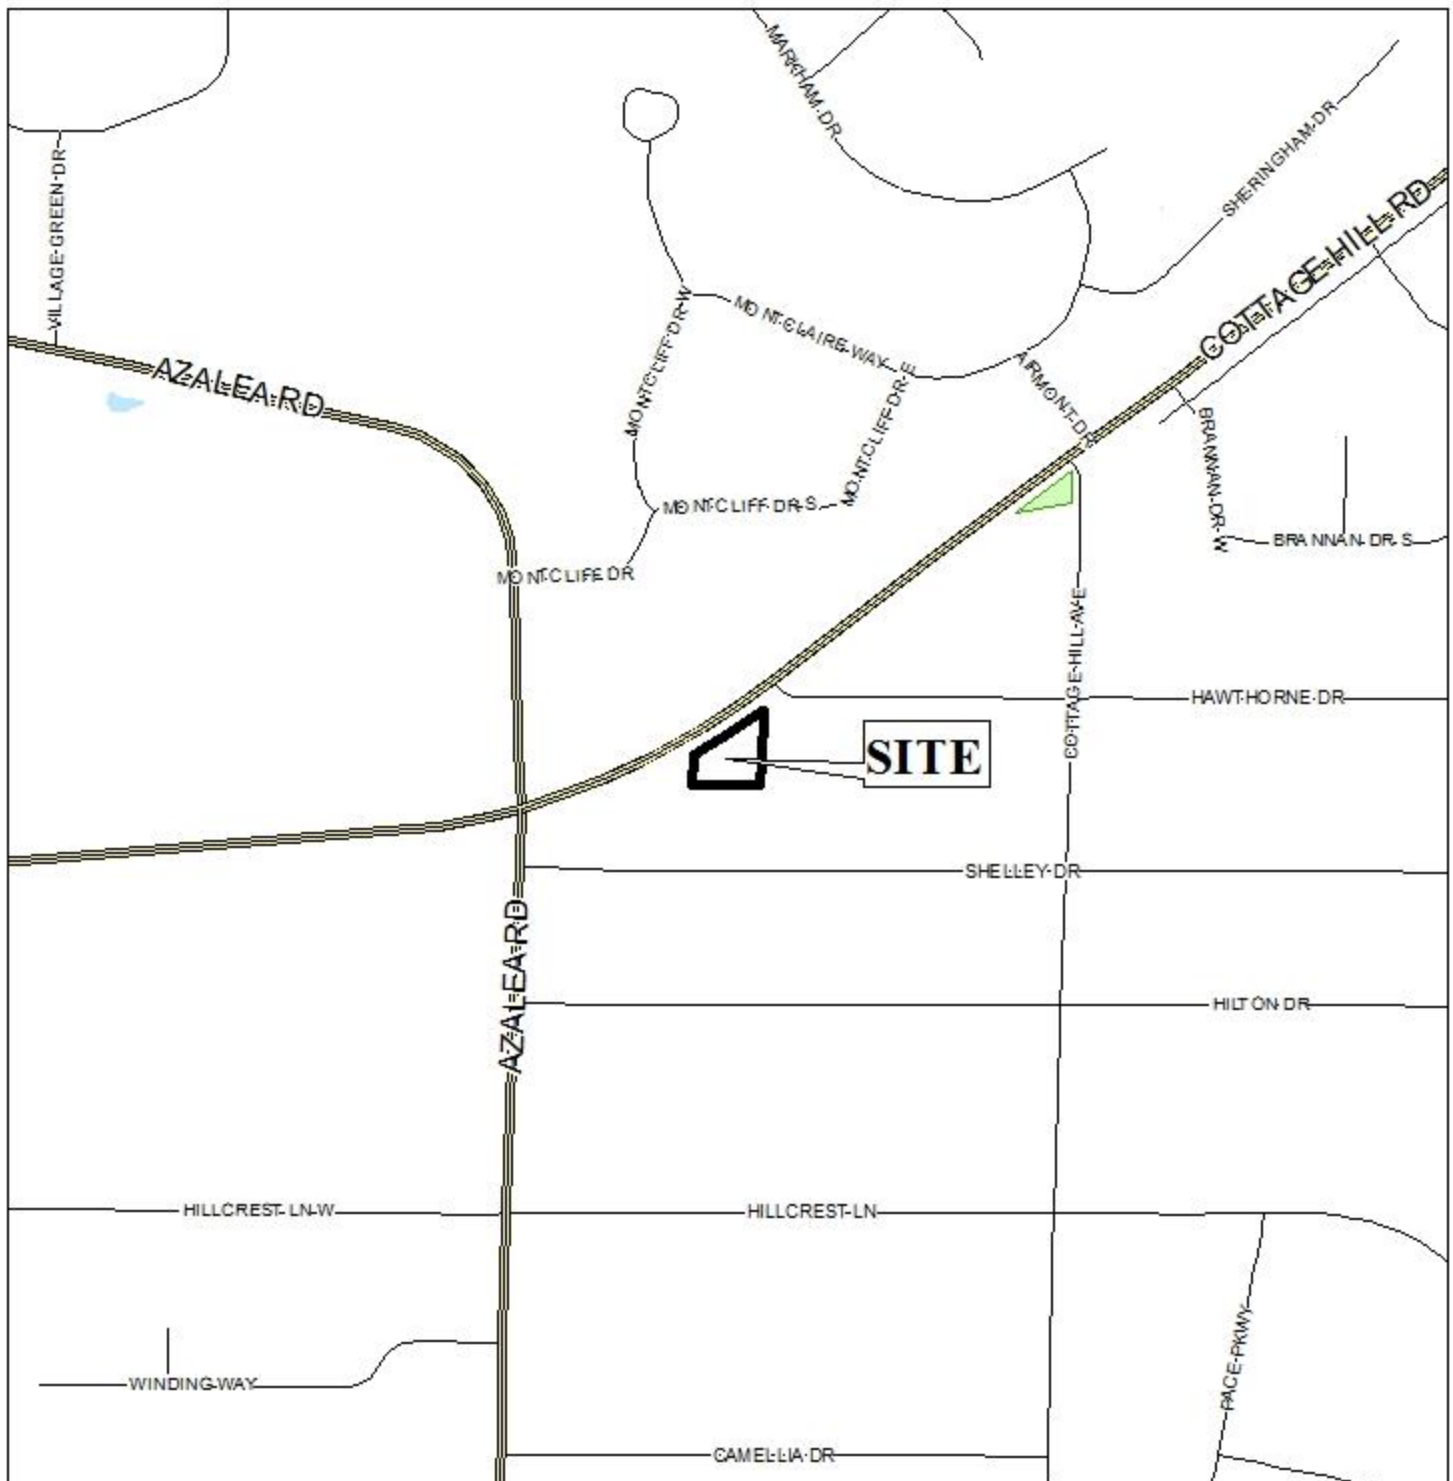 MARKHAM DR
SHERINGHAM DR
VILLAGE GREEN DR
COTTAGE HILL RD
MONTCLIFF DR W
MONTCLAIRE WAY
AZALEA RD
AIRMONT DR
MONTCLIFF DR E
BRANNAN DR W
MONTCLIFF DR S
BRANNAN DR S
MONTCLIFF DR
COTTAGE HILL AVE
HAWTHORNE DR
SITE
SHELLEY DR
AZALEA RD
HILTON DR
HILLCREST LN W
HILLCREST LN
PACE PKWY
WINDING WAY
CAMELLIA DR